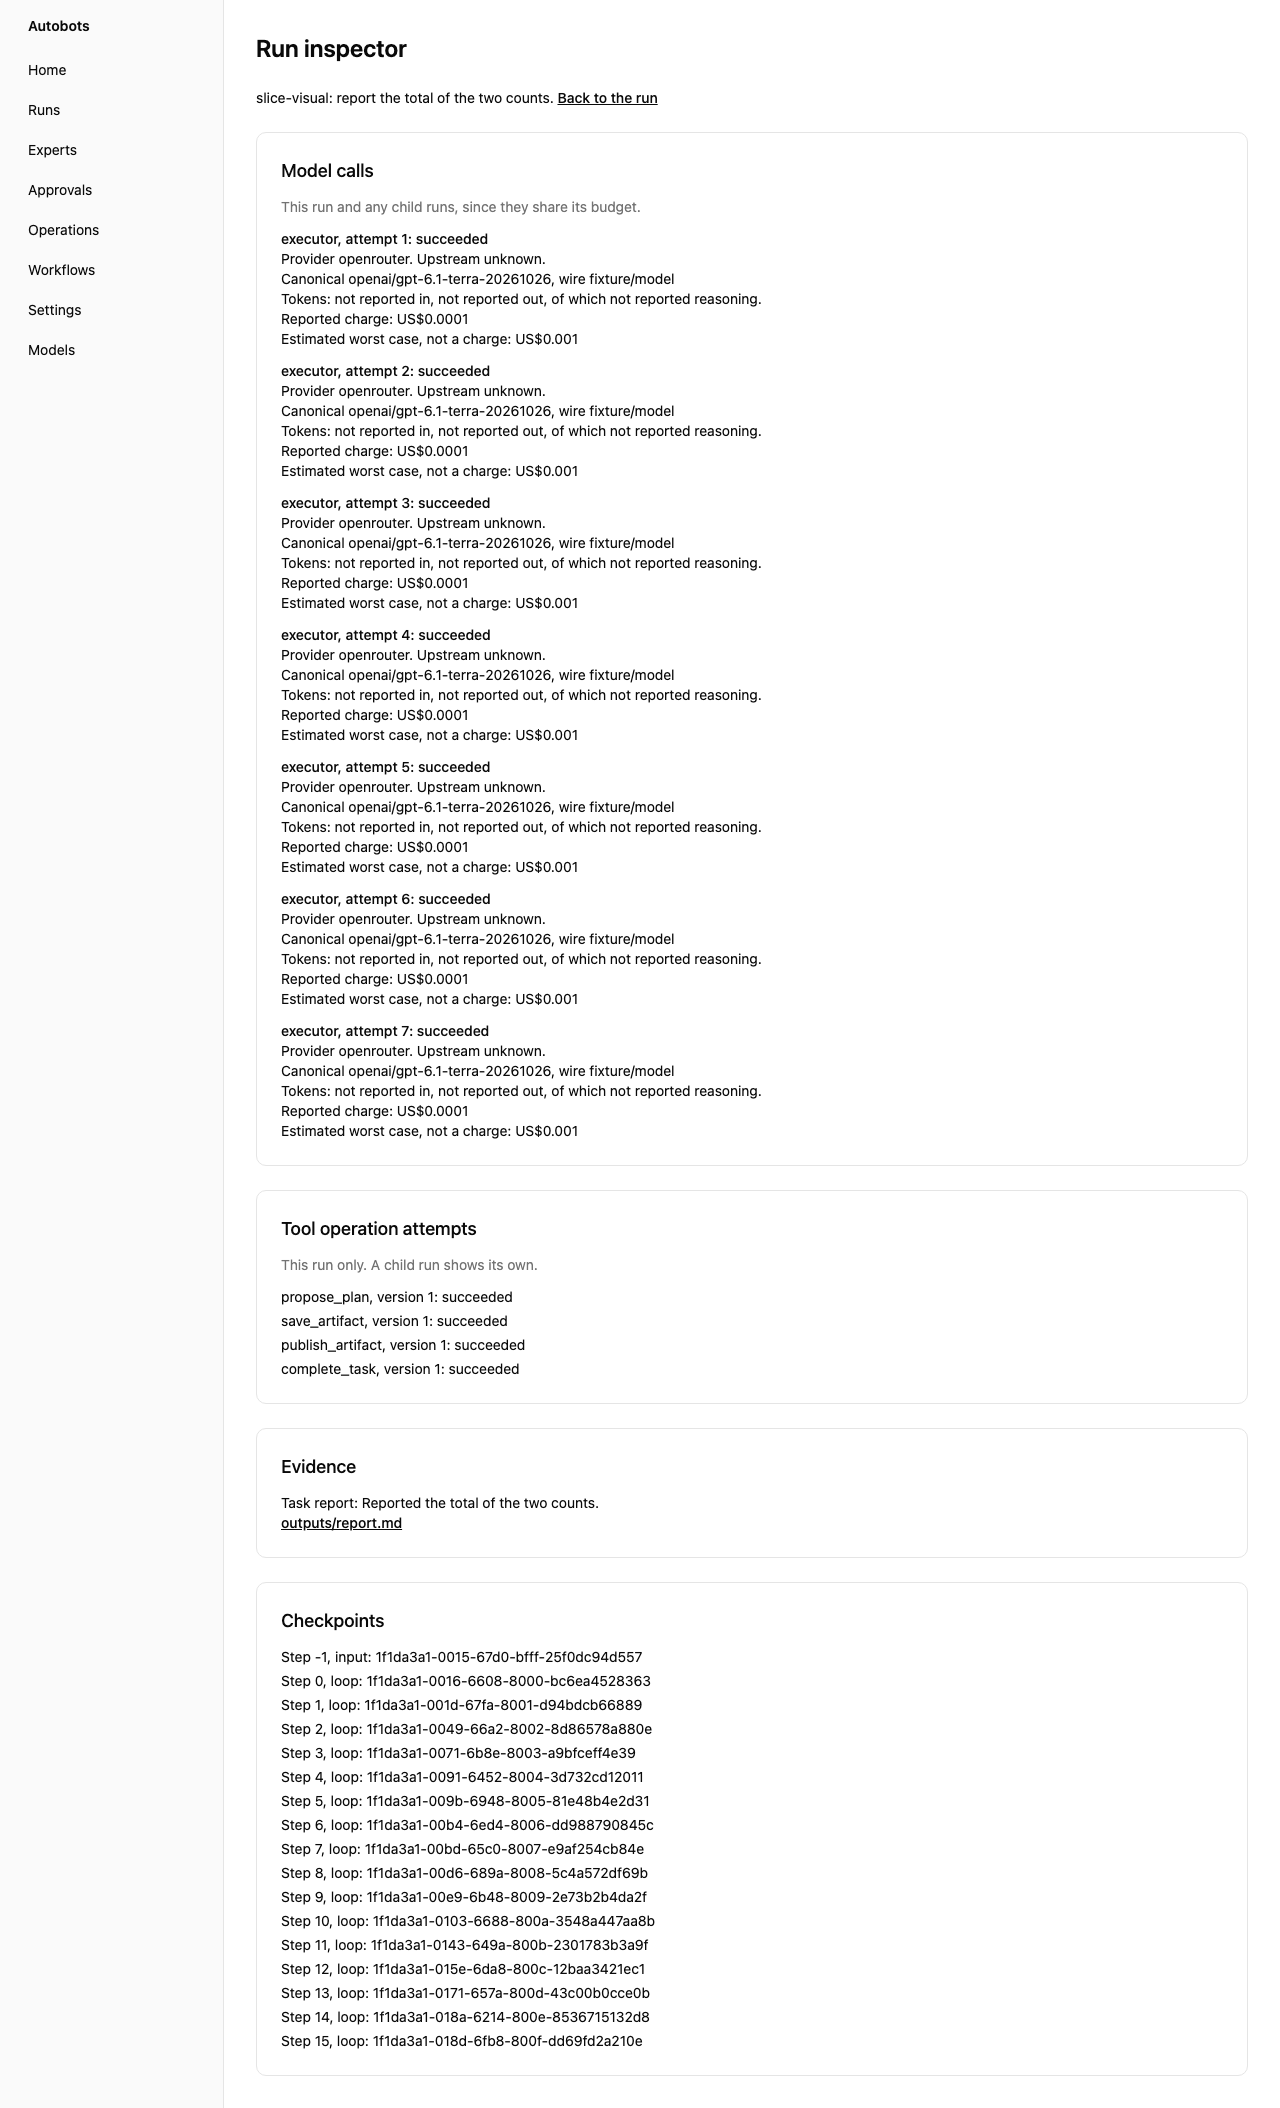 Autobots
Home
Runs
Experts
Approvals
Operations
Workflows
Settings
Models
Run inspector
slice-visual: report the total of the two counts. Back to the run
Model calls
This run and any child runs, since they share its budget.
executor, attempt 1: succeeded
Provider openrouter. Upstream unknown.
Canonical openai/gpt-6.1-terra-20261026, wire fixture/model
Tokens: not reported in, not reported out, of which not reported reasoning.
Reported charge: US$0.0001
Estimated worst case, not a charge: US$0.001
executor, attempt 2: succeeded
Provider openrouter. Upstream unknown.
Canonical openai/gpt-6.1-terra-20261026, wire fixture/model
Tokens: not reported in, not reported out, of which not reported reasoning.
Reported charge: US$0.0001
Estimated worst case, not a charge: US$0.001
executor, attempt 3: succeeded
Provider openrouter. Upstream unknown.
Canonical openai/gpt-6.1-terra-20261026, wire fixture/model
Tokens: not reported in, not reported out, of which not reported reasoning.
Reported charge: US$0.0001
Estimated worst case, not a charge: US$0.001
executor, attempt 4: succeeded
Provider openrouter. Upstream unknown.
Canonical openai/gpt-6.1-terra-20261026, wire fixture/model
Tokens: not reported in, not reported out, of which not reported reasoning.
Reported charge: US$0.0001
Estimated worst case, not a charge: US$0.001
executor, attempt 5: succeeded
Provider openrouter. Upstream unknown.
Canonical openai/gpt-6.1-terra-20261026, wire fixture/model
Tokens: not reported in, not reported out, of which not reported reasoning.
Reported charge: US$0.0001
Estimated worst case, not a charge: US$0.001
executor, attempt 6: succeeded
Provider openrouter. Upstream unknown.
Canonical openai/gpt-6.1-terra-20261026, wire fixture/model
Tokens: not reported in, not reported out, of which not reported reasoning.
Reported charge: US$0.0001
Estimated worst case, not a charge: US$0.001
executor, attempt 7: succeeded
Provider openrouter. Upstream unknown.
Canonical openai/gpt-6.1-terra-20261026, wire fixture/model
Tokens: not reported in, not reported out, of which not reported reasoning.
Reported charge: US$0.0001
Estimated worst case, not a charge: US$0.001
Tool operation attempts
This run only. A child run shows its own.
propose_plan, version 1: succeeded
save_artifact, version 1: succeeded
publish_artifact, version 1: succeeded
complete_task, version 1: succeeded
Evidence
Task report: Reported the total of the two counts.
outputs/report.md
Checkpoints
Step -1, input: 1f1da3a1-0015-67d0-bfff-25f0dc94d557
Step 0, loop: 1f1da3a1-0016-6608-8000-bc6ea4528363
Step 1, loop: 1f1da3a1-001d-67fa-8001-d94bdcb66889
Step 2, loop: 1f1da3a1-0049-66a2-8002-8d86578a880e
Step 3, loop: 1f1da3a1-0071-6b8e-8003-a9bfceff4e39
Step 4, loop: 1f1da3a1-0091-6452-8004-3d732cd12011
Step 5, loop: 1f1da3a1-009b-6948-8005-81e48b4e2d31
Step 6, loop: 1f1da3a1-00b4-6ed4-8006-dd988790845c
Step 7, loop: 1f1da3a1-00bd-65c0-8007-e9af254cb84e
Step 8, loop: 1f1da3a1-00d6-689a-8008-5c4a572df69b
Step 9, loop: 1f1da3a1-00e9-6b48-8009-2e73b2b4da2f
Step 10, loop: 1f1da3a1-0103-6688-800a-3548a447aa8b
Step 11, loop: 1f1da3a1-0143-649a-800b-2301783b3a9f
Step 12, loop: 1f1da3a1-015e-6da8-800c-12baa3421ec1
Step 13, loop: 1f1da3a1-0171-657a-800d-43c00b0cce0b
Step 14, loop: 1f1da3a1-018a-6214-800e-8536715132d8
Step 15, loop: 1f1da3a1-018d-6fb8-800f-dd69fd2a210e